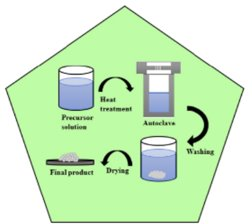 Heat
treatment
Precursor
solution
Autoclave
Washing
Drying
Final product